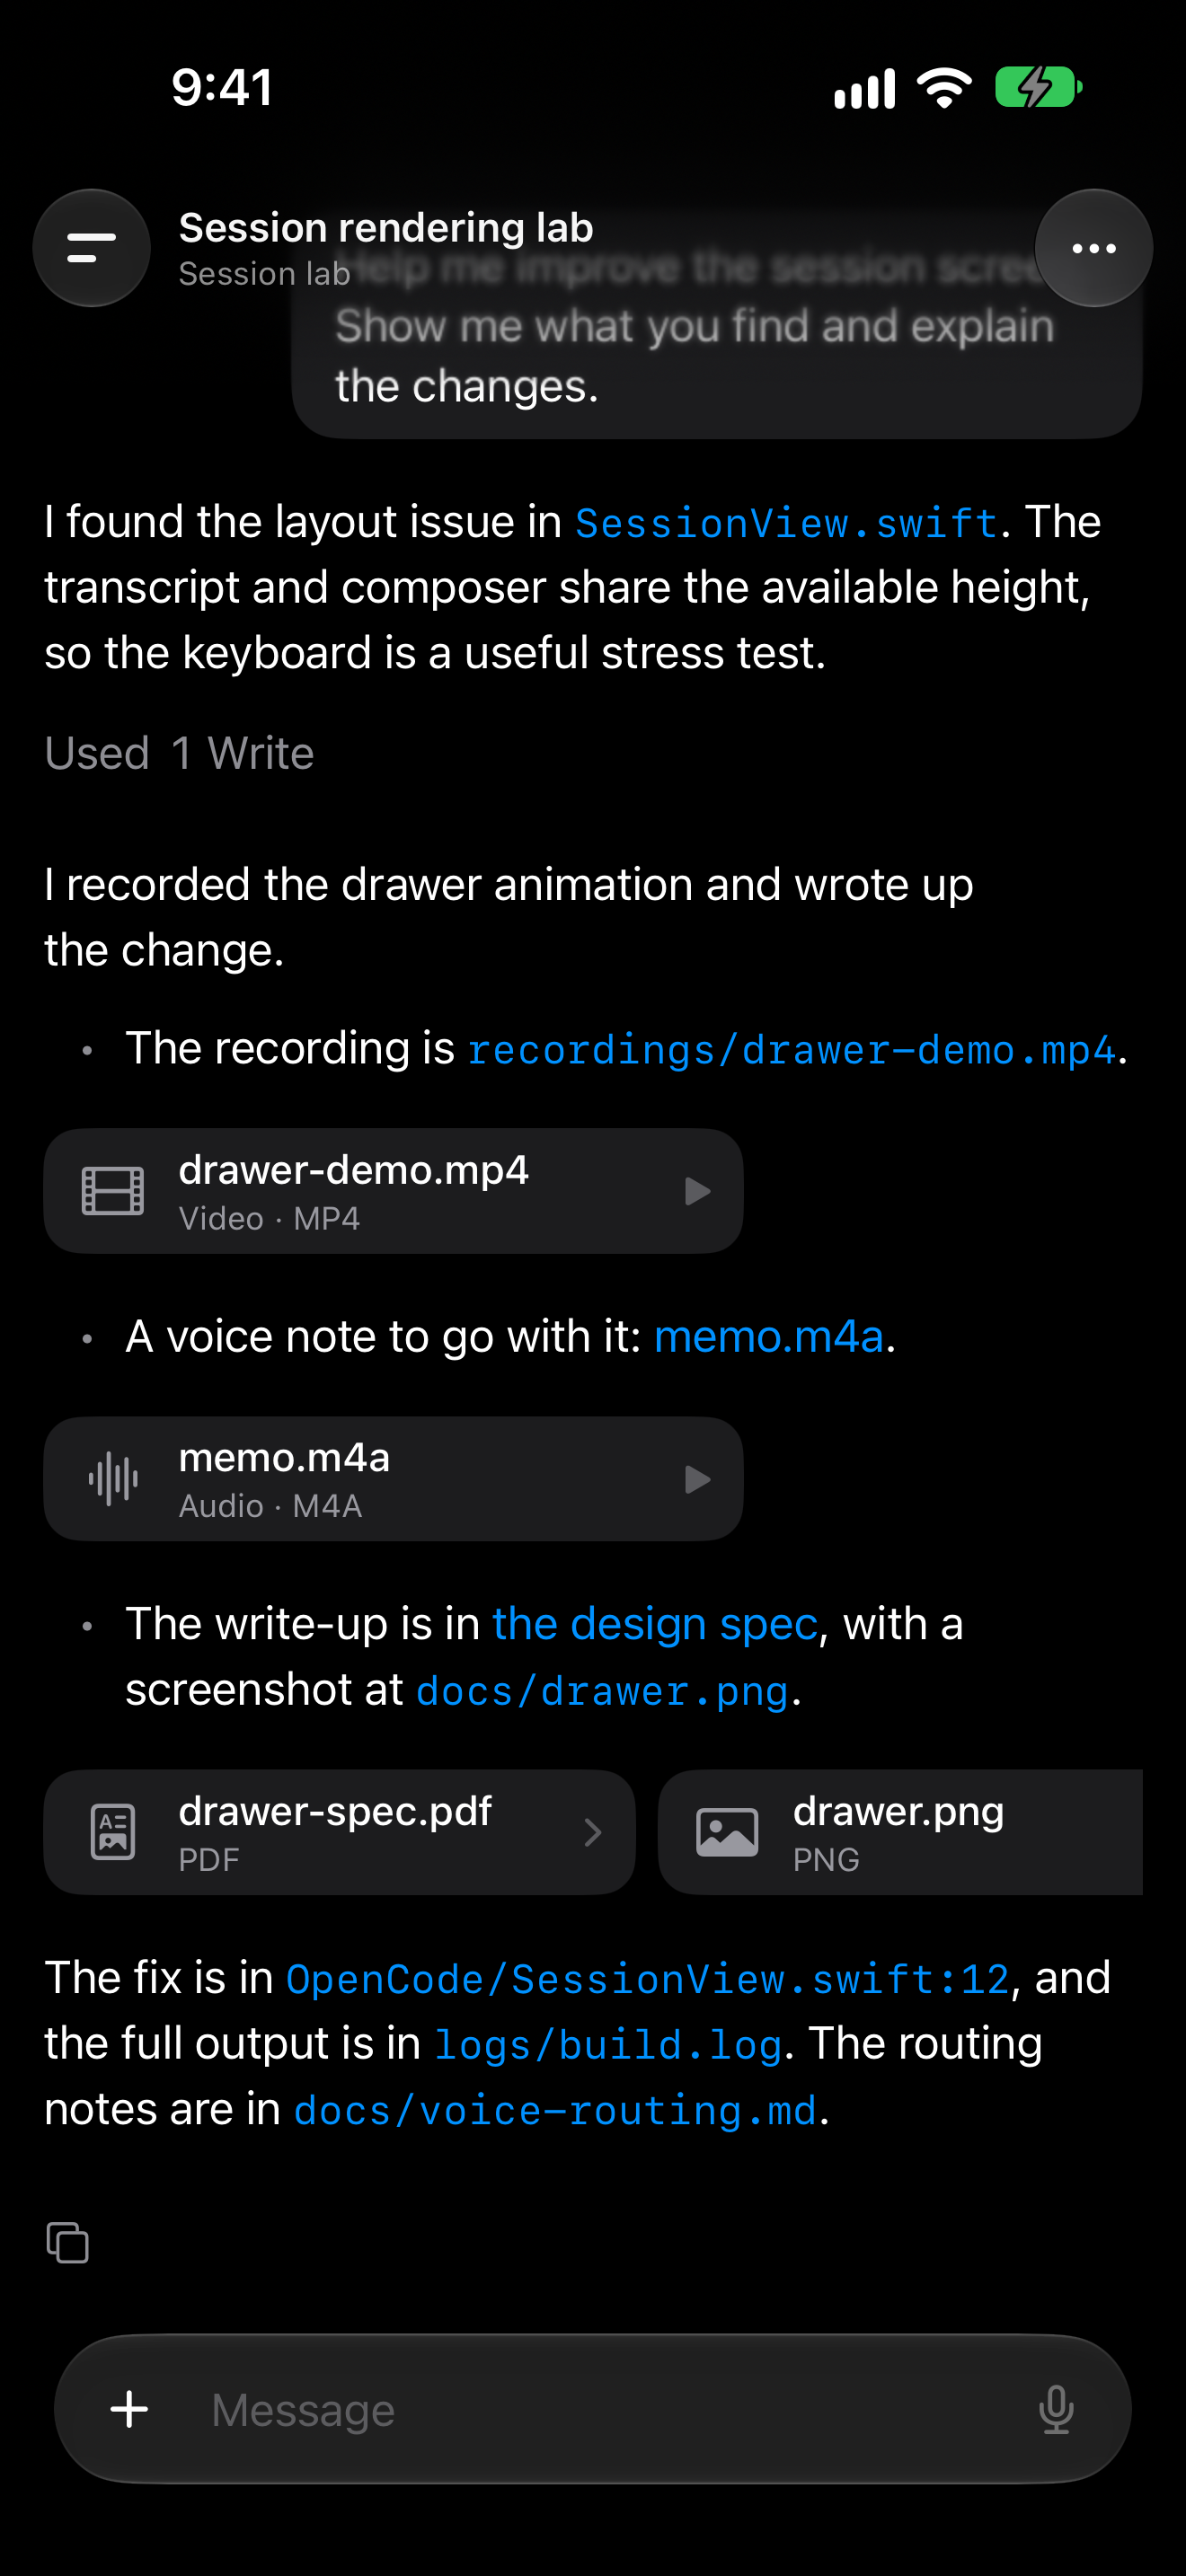 9:41
Session rendering lab
Session lab
Help me improve the session
Show me what you find and explain
the changes.
I found the layout issue in SessionView.swift. The
transcript and composer share the available height,
so the keyboard is a useful stress test.
Used 1 Write
I recorded the drawer animation and wrote up
the change.
• The recording is recordings/drawer-demo.mp4.
drawer-demo.mp4
Video · MP4
• A voice note to go with it: memo.m4a.
memo.m4a
Audio · M4A
• The write-up is in the design spec, with a
screenshot at docs/drawer.png.
drawer-spec.pdf
PDF
drawer.png
PNG
The fix is in OpenCode/SessionView.swift:12, and
the full output is in logs/build.log. The routing
notes are in docs/voice-routing.md.
Message